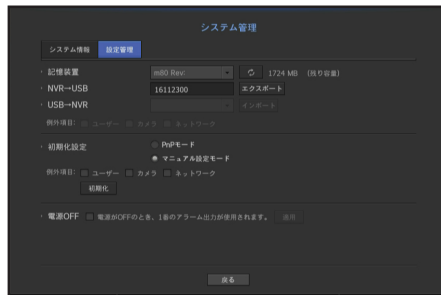 システム管理
システム情報 設定管理
記憶装置 m80 Rev: 1724 MB (残り容量)
NVR→USB 16112300 エクスポート
USB→NVR インポート
例外項目: ユーザー カメラ ネットワーク
初期化設定 PnPモード
マニュアル設定モード
例外項目: ユーザー カメラ ネットワーク
初期化
電源OFF 電源がOFFのとき、1番のアラーム出力が使用されます。 適用
戻る